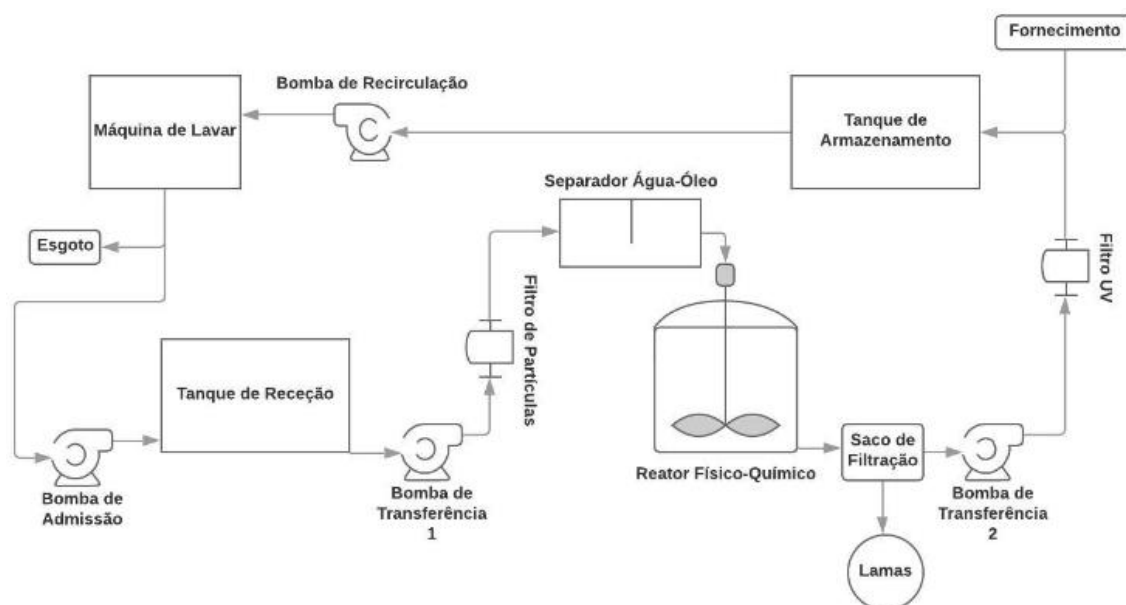 Fornecimento
Bomba de Recirculação
Máquina de Lavar
Tanque de
Armazenamento
Separador Água-Óleo
Esgoto
Filtro UV
Filtro de Partículas
Tanque de Receção
Saco de
Filtração
Reator Físico-Químico
Bomba de
Admissão
Bomba de
Transferência
1
Bomba de
Transferência
2
Lamas